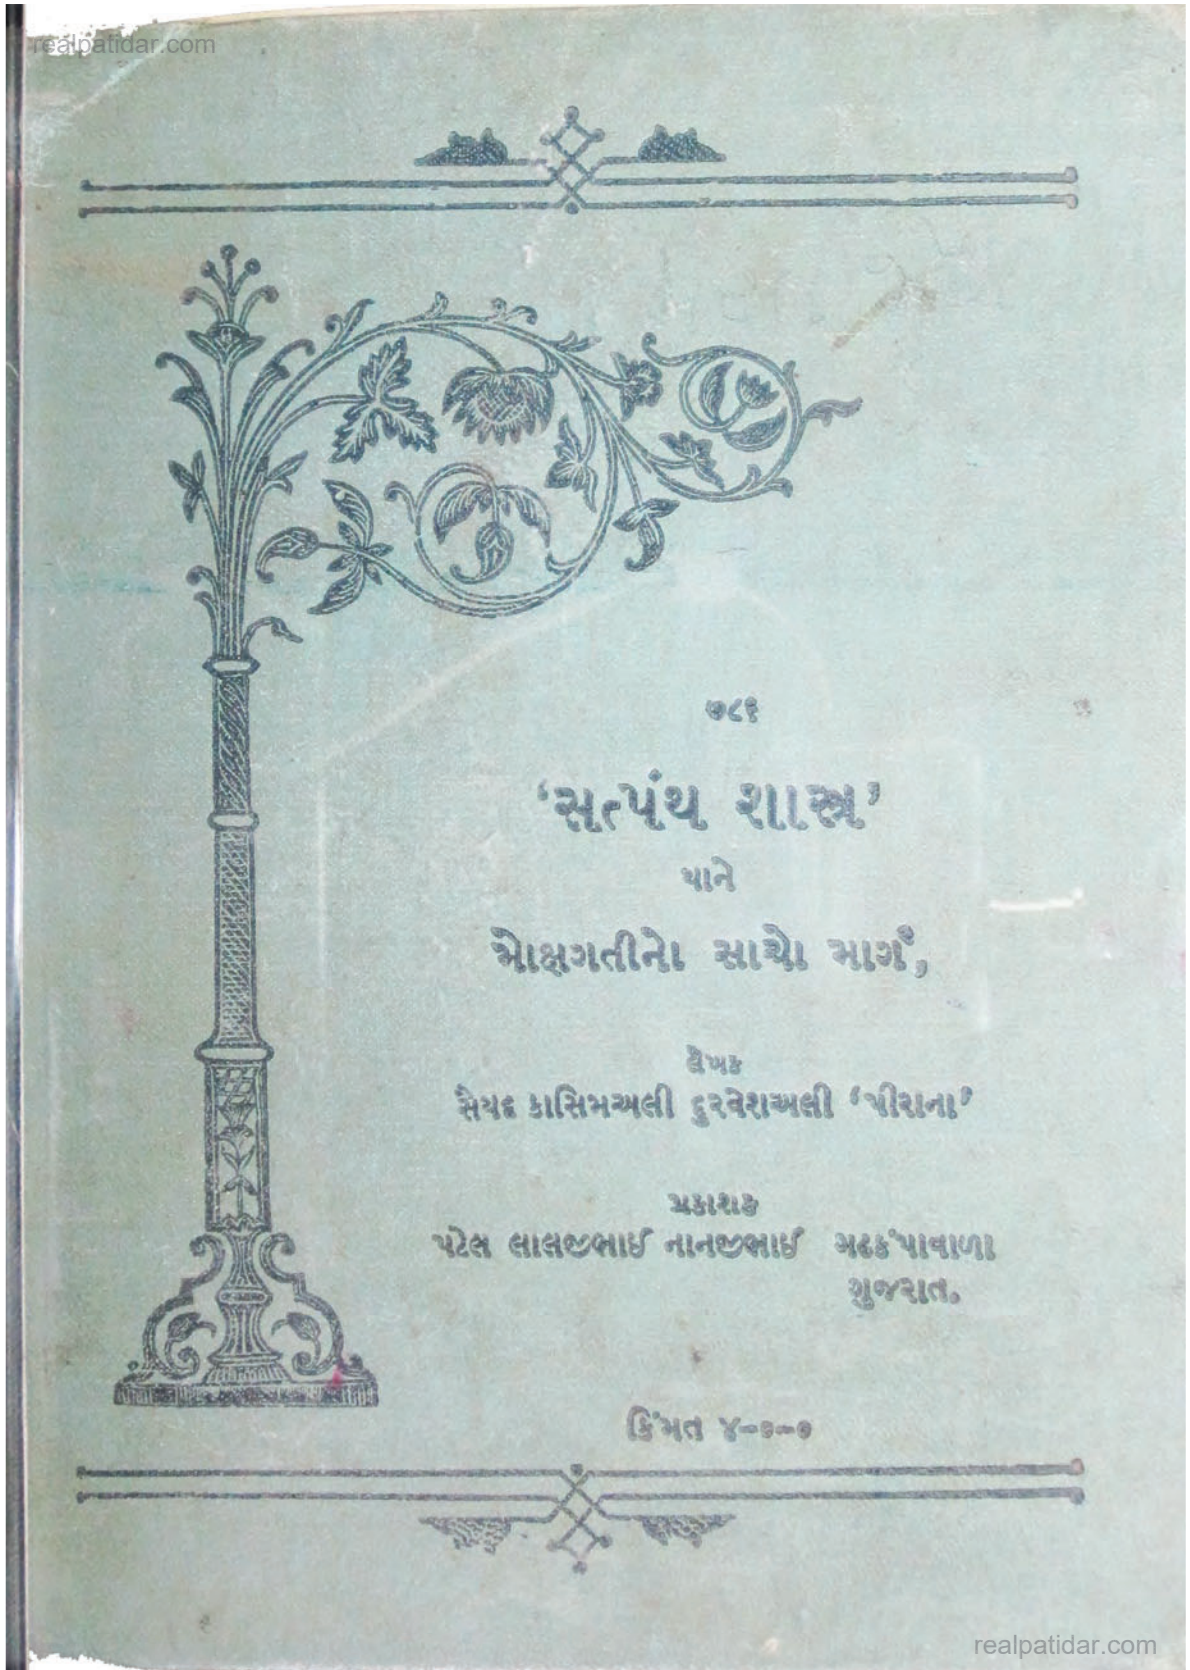 realpatidar.com
૭૮૬
‘સત્પંથ શાસ્ત્ર’
યાને
મોક્ષગતીનો સાચો માર્ગ,
લેખક
સૈયદ કાસિમઅલી દુરવેશઅલી ‘પીરાના’
પ્રકાશક
પટેલ લાલજીભાઈ નાનજીભાઈ મઢકંપાવાળા
ગુજરાત.
કિંમત ૪-૦-૦
realpatidar.com